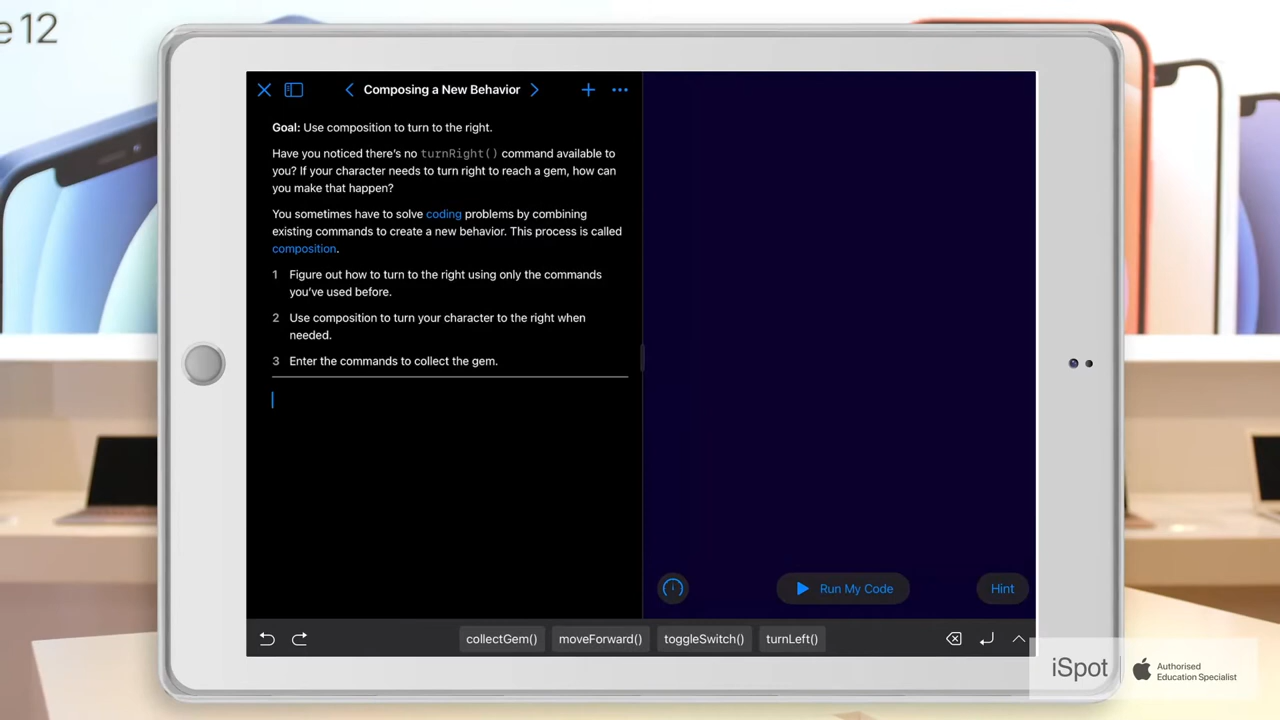 e 12
Composing a New Behavior
Goal: Use composition to turn to the right.
Have you noticed there's no turnRight() command available to
you? If your character needs to turn right to reach a gem, how can
you make that happen?
You sometimes have to solve coding problems by combining
existing commands to create a new behavior. This process is called
composition.
1 Figure out how to turn to the right using only the commands
you've used before.
2 Use composition to turn your character to the right when
needed.
3 Enter the commands to collect the gem.
Run My Code
Hint
collectGem() moveForward() toggleSwitch() turnLeft()
iSpot
Authorised
Education Specialist